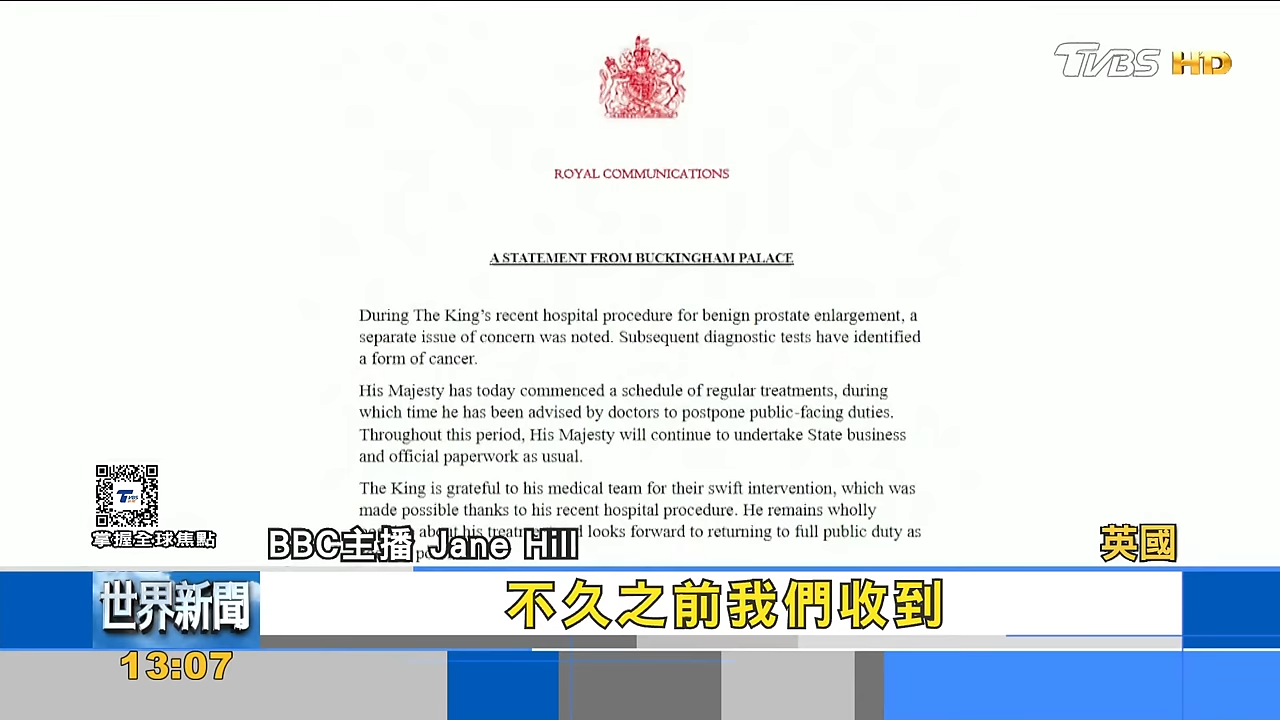 TVBS HD
ROYAL COMMUNICATIONS
A STATEMENT FROM BUCKINGHAM PALACE
During The King's recent hospital procedure for benign prostate enlargement, a
separate issue of concern was noted. Subsequent diagnostic tests have identified
a form of cancer.
His Majesty has today commenced a schedule of regular treatments, during
which time he has been advised by doctors to postpone public-facing duties.
Throughout this period, His Majesty will continue to undertake State business
and official paperwork as usual.
The King is grateful to his medical team for their swift intervention, which was
made possible thanks to his recent hospital procedure. He remains wholly
about his looks forward to returning to full public duty as
掌握全球焦點
BBC主播 Jane Hill
英國
世界新聞
不久之前我們收到
13:07